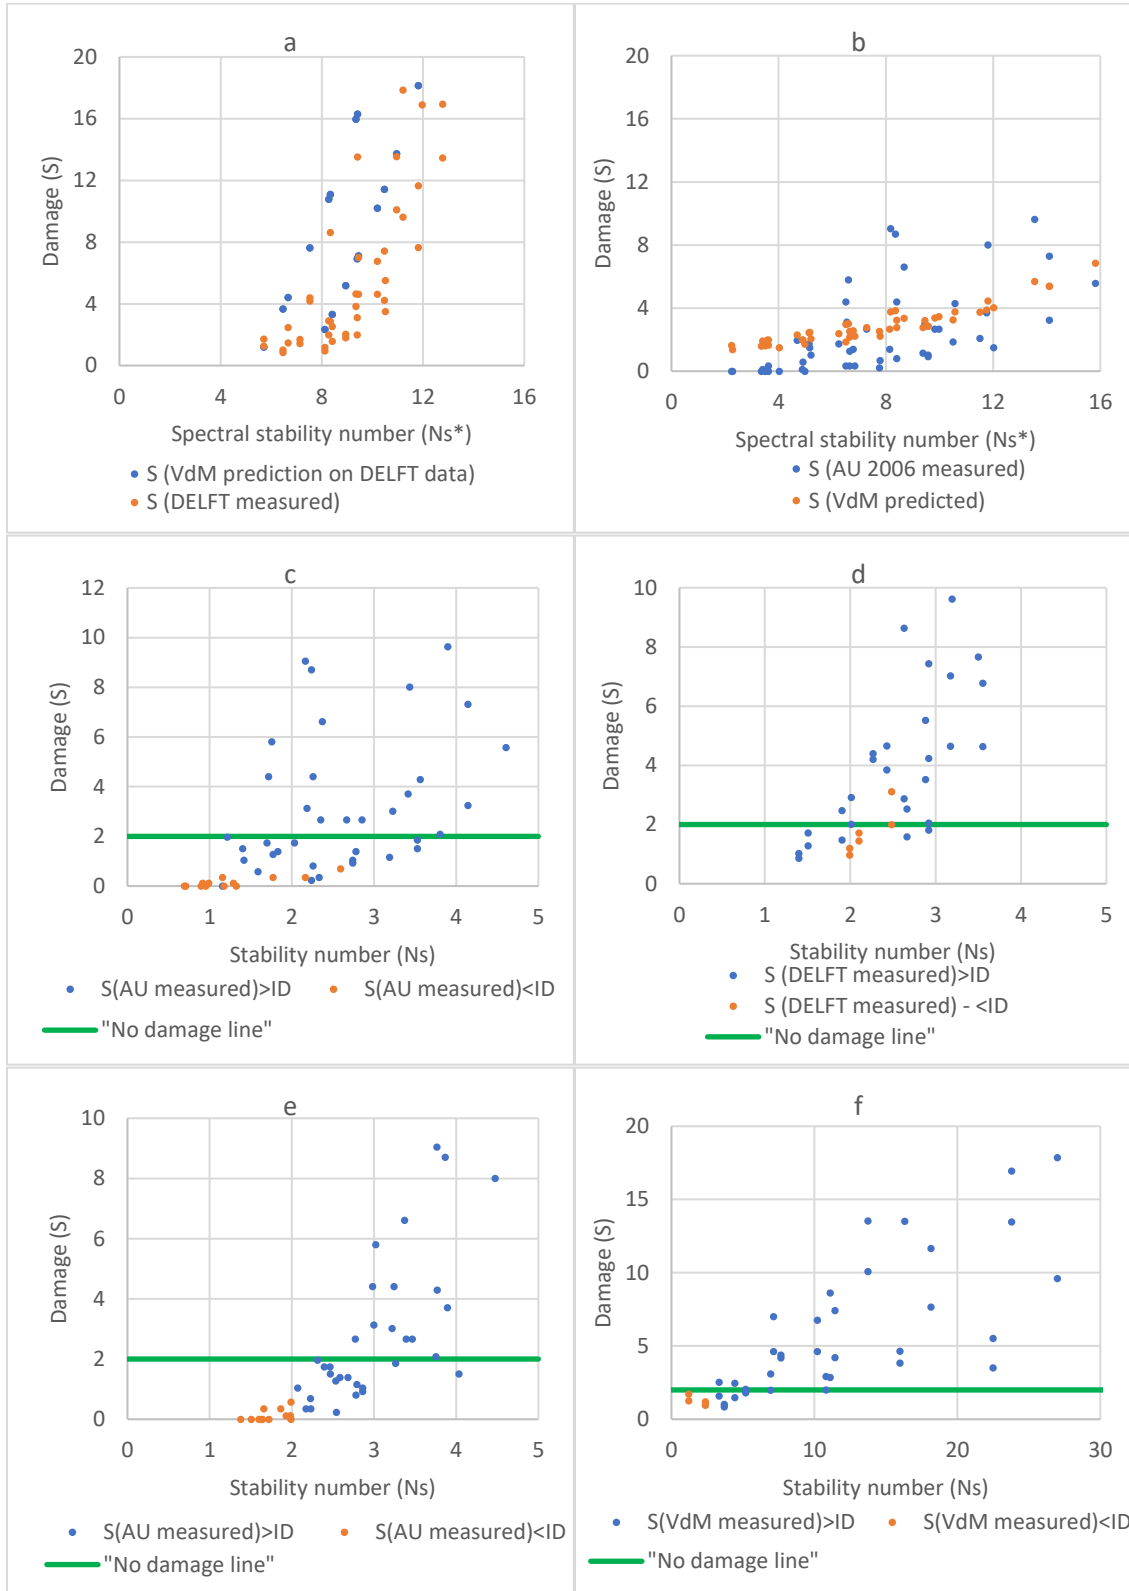 a
20
16
12
8
4
0
Damage (S)
0 4 8 12 16
Spectral stability number (Ns*)
S (VdM prediction on DELFT data)
S (DELFT measured)
b
20
16
12
8
4
0
Damage (S)
0 4 8 12 16
Spectral stability number (Ns*)
S (AU 2006 measured)
S (VdM predicted)
c
12
10
8
6
4
2
0
Damage (S)
0 1 2 3 4 5
Stability number (Ns)
S(AU measured)>ID S(AU measured)<ID
"No damage line"
d
10
8
6
4
2
0
Damage (S)
0 1 2 3 4 5
Stability number (Ns)
S (DELFT measured)>ID
S (DELFT measured) - <ID
"No damage line"
e
10
8
6
4
2
0
Damage (S)
0 1 2 3 4 5
Stability number (Ns)
S(AU measured)>ID S(AU measured)<ID
"No damage line"
f
20
15
10
5
0
Damage (S)
0 10 20 30
Stability number (Ns)
S(VdM measured)>ID S(VdM measured)<ID
"No damage line"